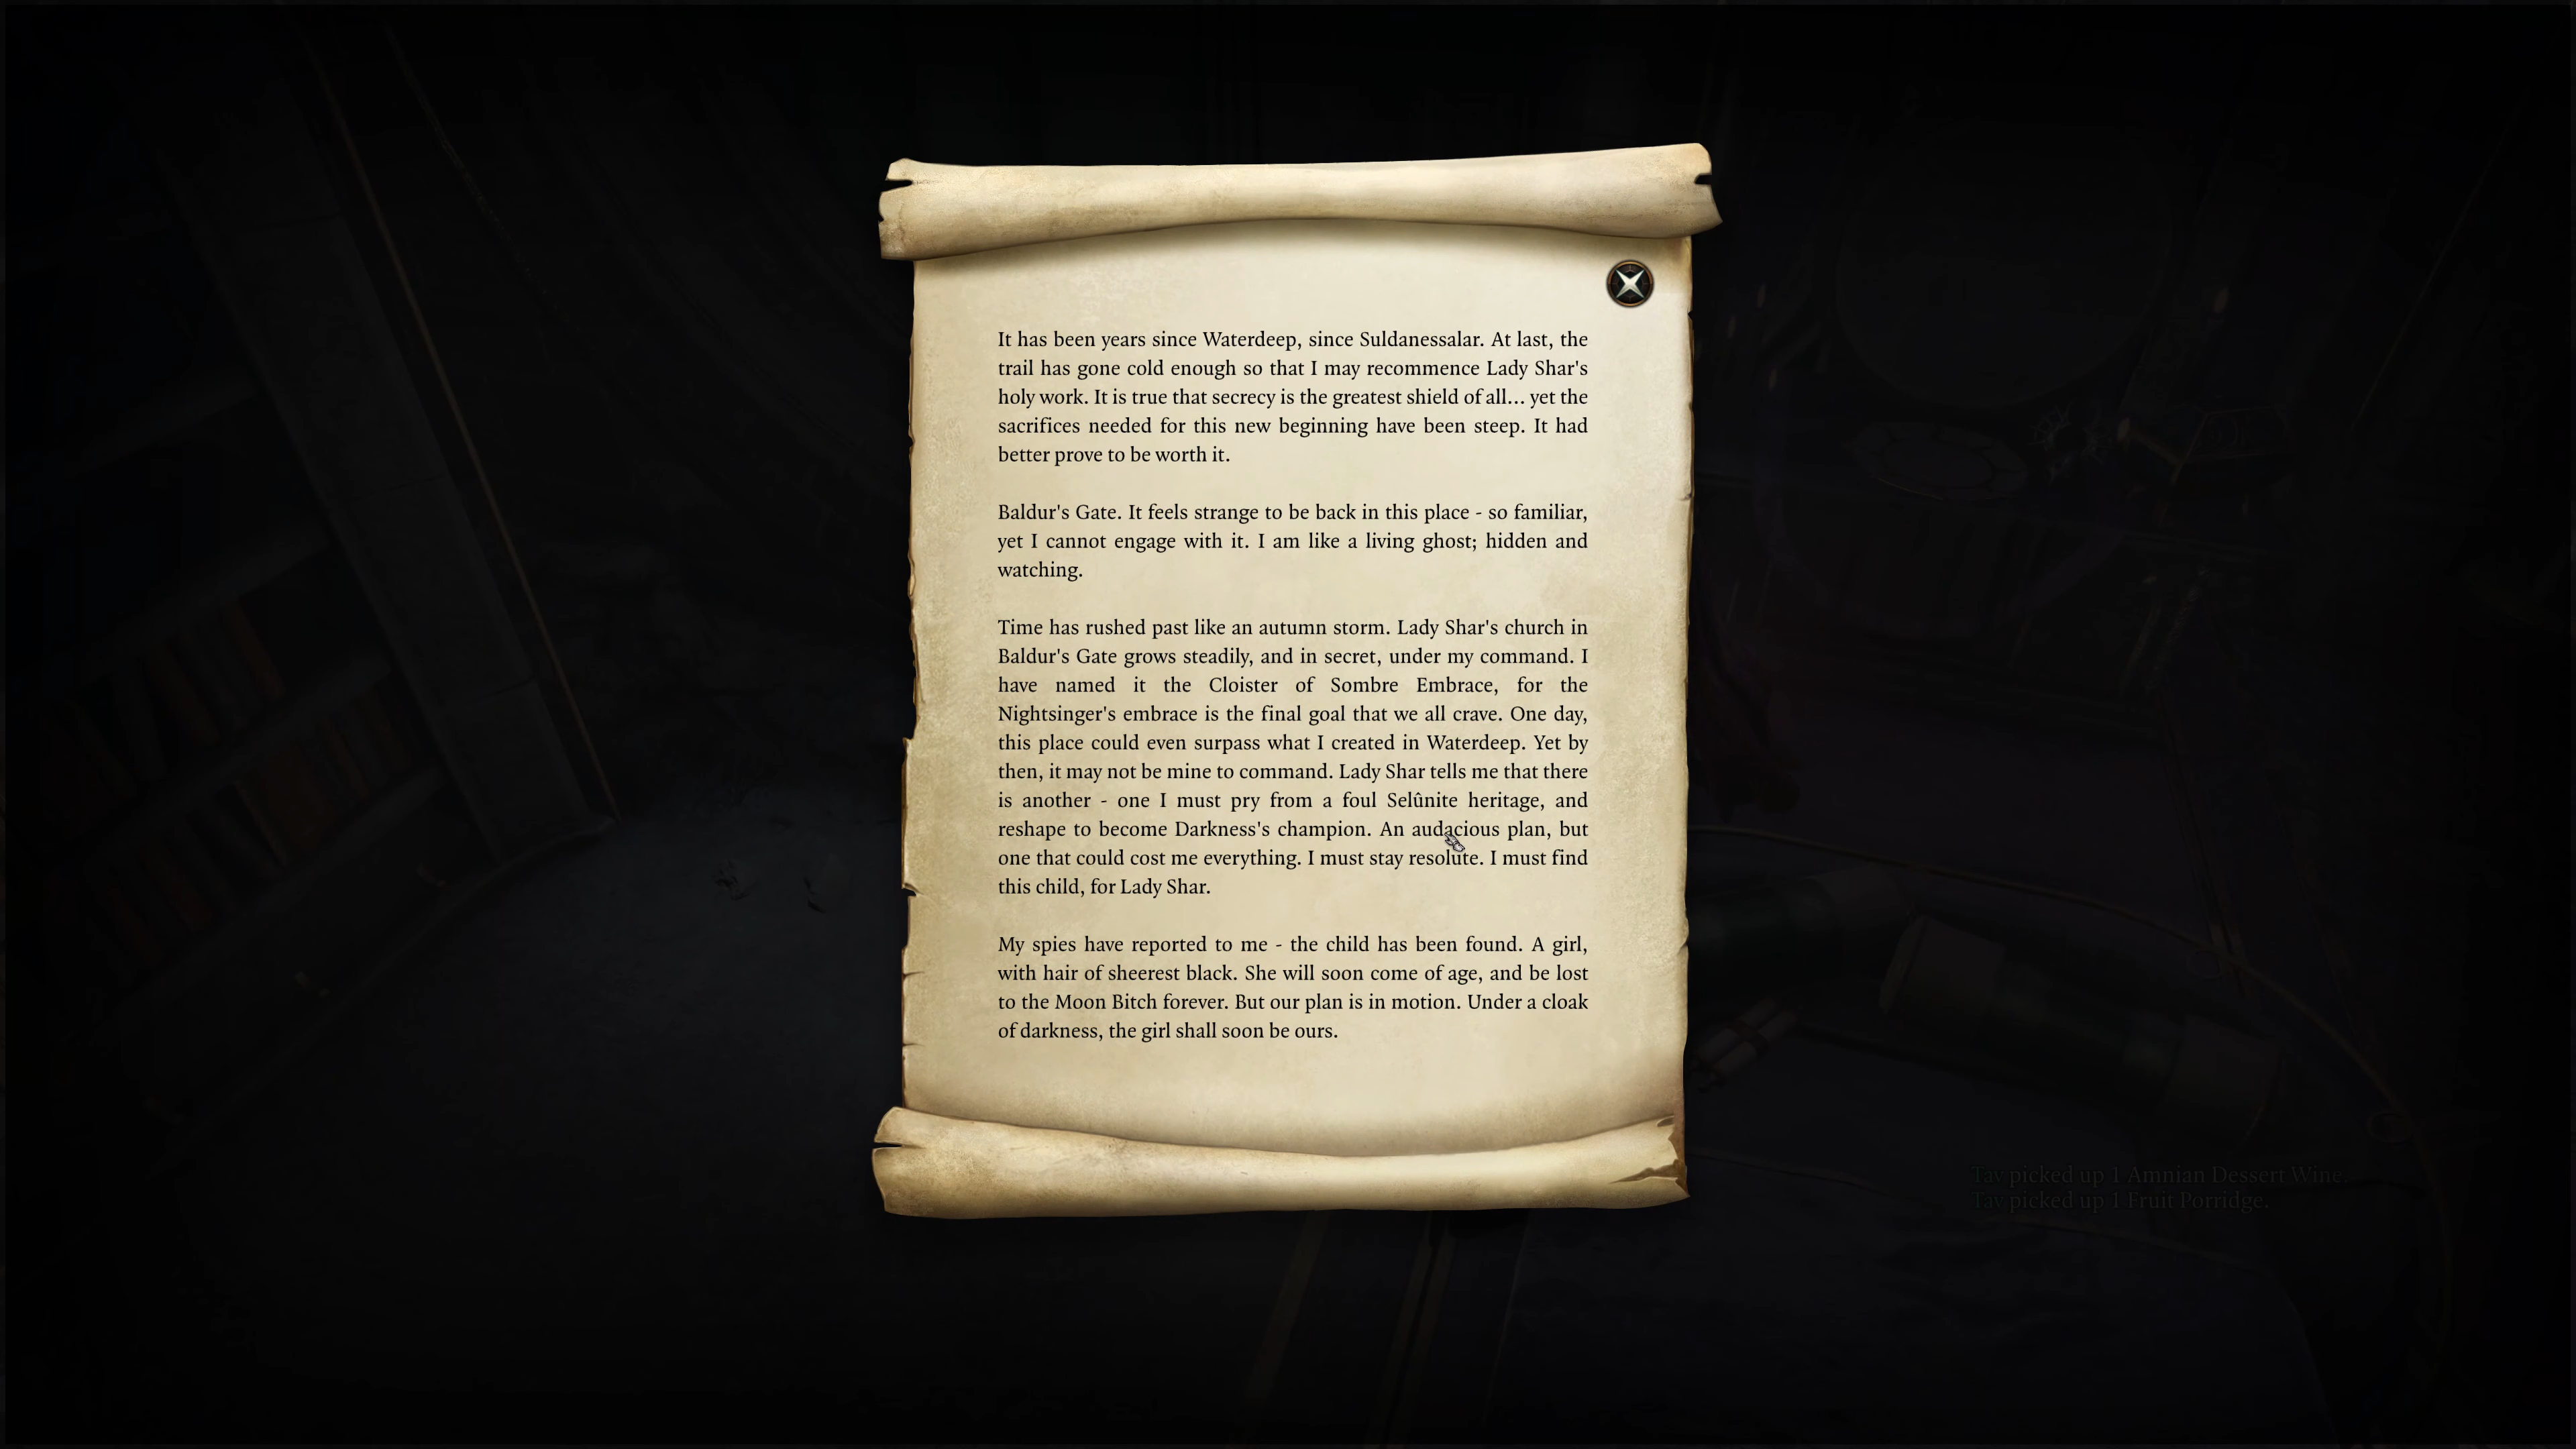 It has been years since Waterdeep, since Suldanessalar. At last, the
trail has gone cold enough so that I may recommence Lady Shar's
holy work. It is true that secrecy is the greatest shield of all... yet the
sacrifices needed for this new beginning have been steep. It had
better prove to be worth it.
Baldur's Gate. It feels strange to be back in this place - so familiar,
yet I cannot engage with it. I am like a living ghost; hidden and
watching.
Time has rushed past like an autumn storm. Lady Shar's church in
Baldur's Gate grows steadily, and in secret, under my command. I
have named it the Cloister of Sombre Embrace, for the
Nightsinger's embrace is the final goal that we all crave. One day,
this place could even surpass what I created in Waterdeep. Yet by
then, it may not be mine to command. Lady Shar tells me that there
is another - one I must pry from a foul Selûnite heritage, and
reshape to become Darkness's champion. An audacious plan, but
one that could cost me everything. I must stay resolute. I must find
this child, for Lady Shar.
My spies have reported to me - the child has been found. A girl,
with hair of sheerest black. She will soon come of age, and be lost
to the Moon Bitch forever. But our plan is in motion. Under a cloak
of darkness, the girl shall soon be ours.
Tav picked up 1 Amnian Dessert Wine.
Tav picked up 1 Fruit Porridge.